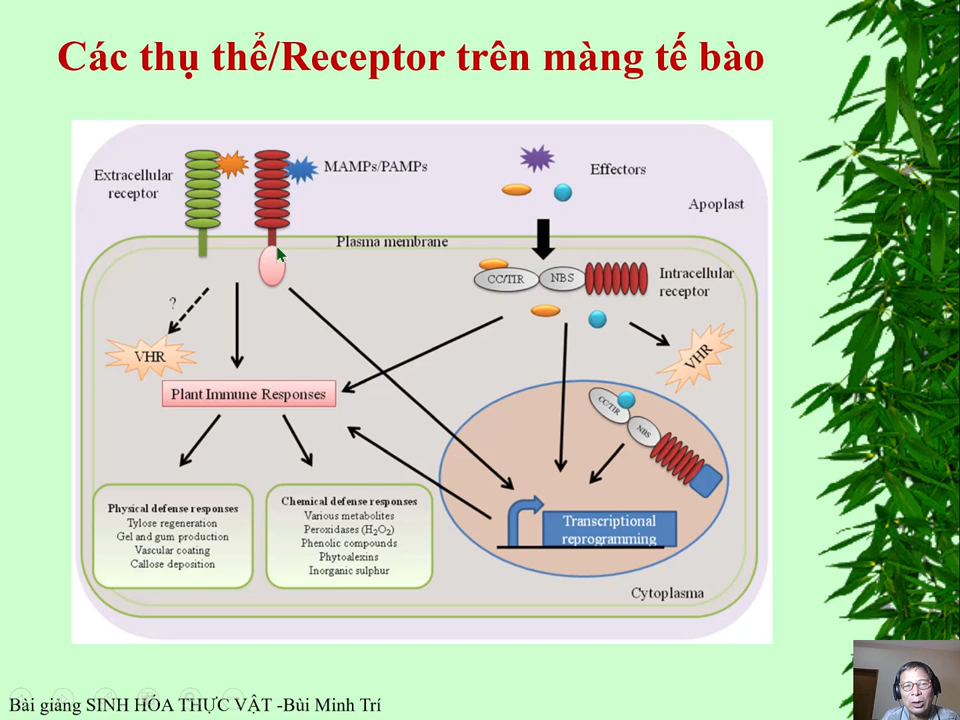 Các thụ thể/Receptor trên màng tế bào
Extracellular
receptor
MAMPs/PAMPs
Effectors
Apoplast
Plasma membrane
CC/TIR
NBS
Intracellular
receptor
?
VHR
VHR
Plant Immune Responses
CC/TIR
NBS
Physical defense responses
Tylose regeneration
Gel and gum production
Vascular coating
Callose deposition
Chemical defense responses
Various metabolites
Peroxidases (H₂O₂)
Phenolic compounds
Phytoalexins
Inorganic sulphur
Transcriptional
reprogramming
Cytoplasma
Bài giảng SINH HÓA THỰC VẬT -Bùi Minh Trí